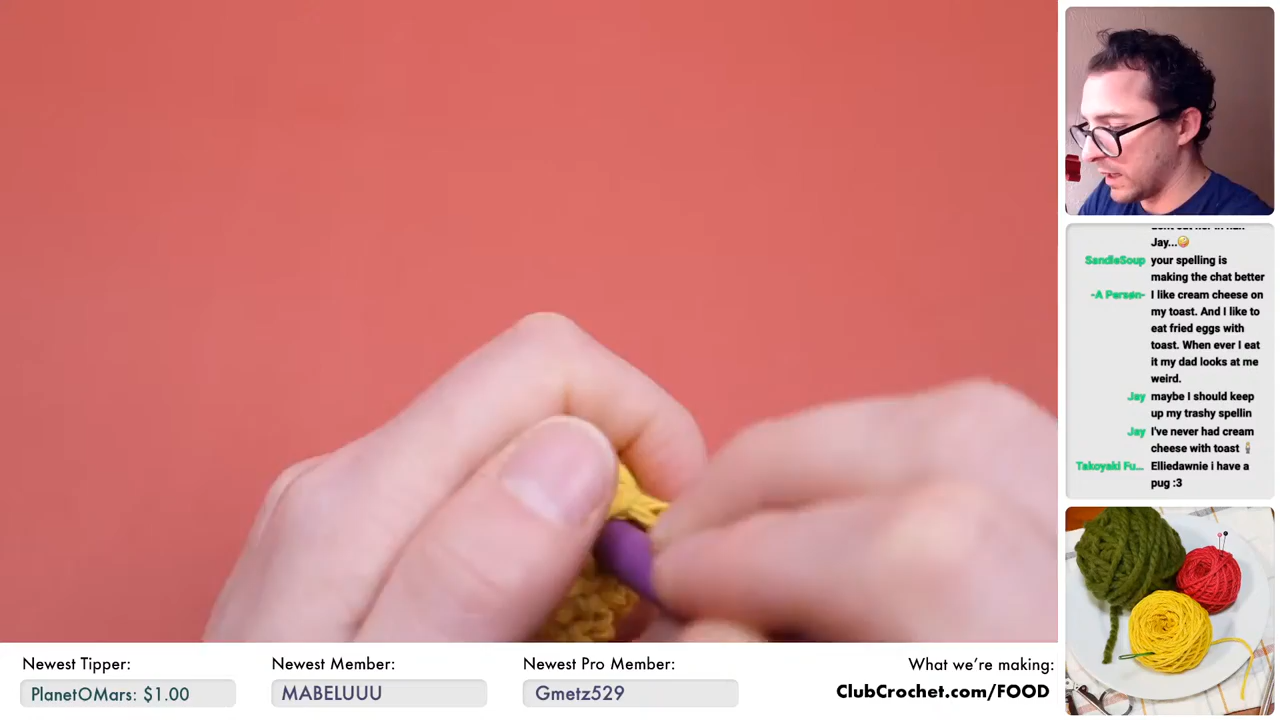 Jay...
SandleSoup your spelling is
making the chat better
-A Person- I like cream cheese on
my toast. And I like to
eat fried eggs with
toast. When ever I eat
it my dad looks at me
weird.
Jay maybe I should keep
up my trashy spellin
Jay I've never had cream
cheese with toast
Takoyaki Fu... Elliedawnie i have a
pug :3
Newest Tipper:
PlanetOMars: $1.00
Newest Member:
MABELUUU
Newest Pro Member:
Gmetz529
What we're making:
ClubCrochet.com/FOOD